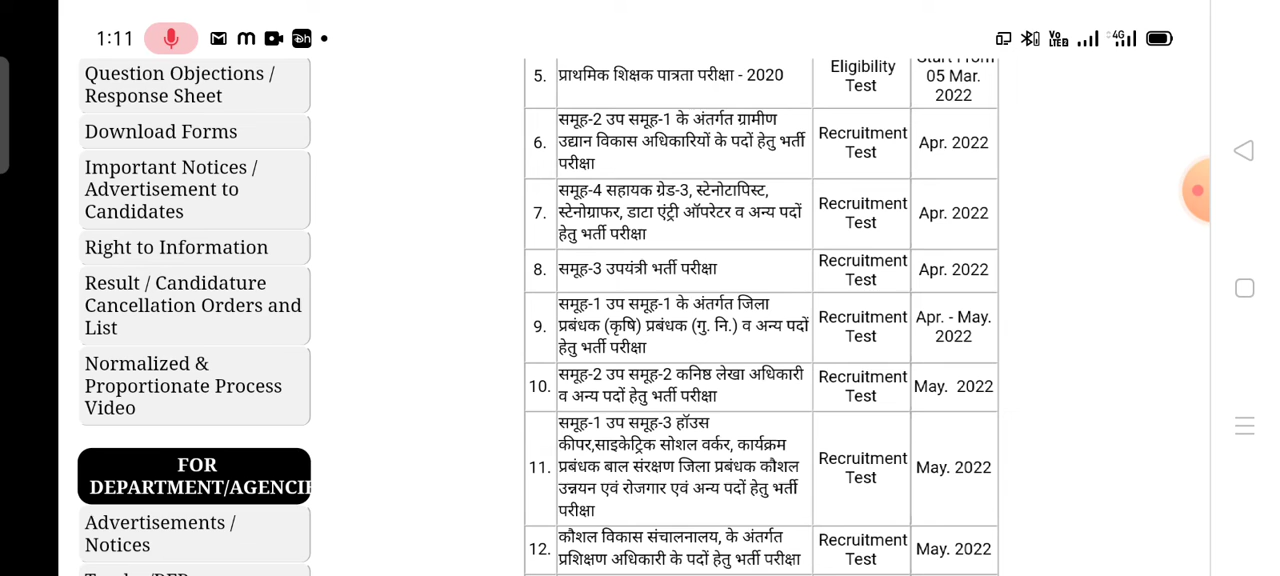 1:11
4G
Question Objections /
Response Sheet
Download Forms
Important Notices /
Advertisement to
Candidates
Right to Information
Result / Candidature
Cancellation Orders and
List
Normalized &
Proportionate Process
Video
FOR
DEPARTMENT/AGENCIE
Advertisements /
Notices
5. प्राथमिक शिक्षक पात्रता परीक्षा - 2020
Eligibility
Test
Start From
05 Mar.
2022
6. समूह-2 उप समूह-1 के अंतर्गत ग्रामीण
उद्यान विकास अधिकारियों के पदों हेतु भर्ती
परीक्षा
Recruitment
Test
Apr. 2022
7. समूह-4 सहायक ग्रेड-3, स्टेनोटापिस्ट,
स्टेनोग्राफर, डाटा एंट्री ऑपरेटर व अन्य पदों
हेतु भर्ती परीक्षा
Recruitment
Test
Apr. 2022
8. समूह-3 उपयंत्री भर्ती परीक्षा
Recruitment
Test
Apr. 2022
9. समूह-1 उप समूह-1 के अंतर्गत जिला
प्रबंधक (कृषि) प्रबंधक (गु. नि.) व अन्य पदों
हेतु भर्ती परीक्षा
Recruitment
Test
Apr. - May.
2022
10. समूह-2 उप समूह-2 कनिष्ठ लेखा अधिकारी
व अन्य पदों हेतु भर्ती परीक्षा
Recruitment
Test
May. 2022
11. समूह-1 उप समूह-3 हॉउस
कीपर,साइकेट्रिक सोशल वर्कर, कार्यक्रम
प्रबंधक बाल संरक्षण जिला प्रबंधक कौशल
उन्नयन एवं रोजगार एवं अन्य पदों हेतु भर्ती
परीक्षा
Recruitment
Test
May. 2022
12. कौशल विकास संचालनालय, के अंतर्गत
प्रशिक्षण अधिकारी के पदों हेतु भर्ती परीक्षा
Recruitment
Test
May. 2022